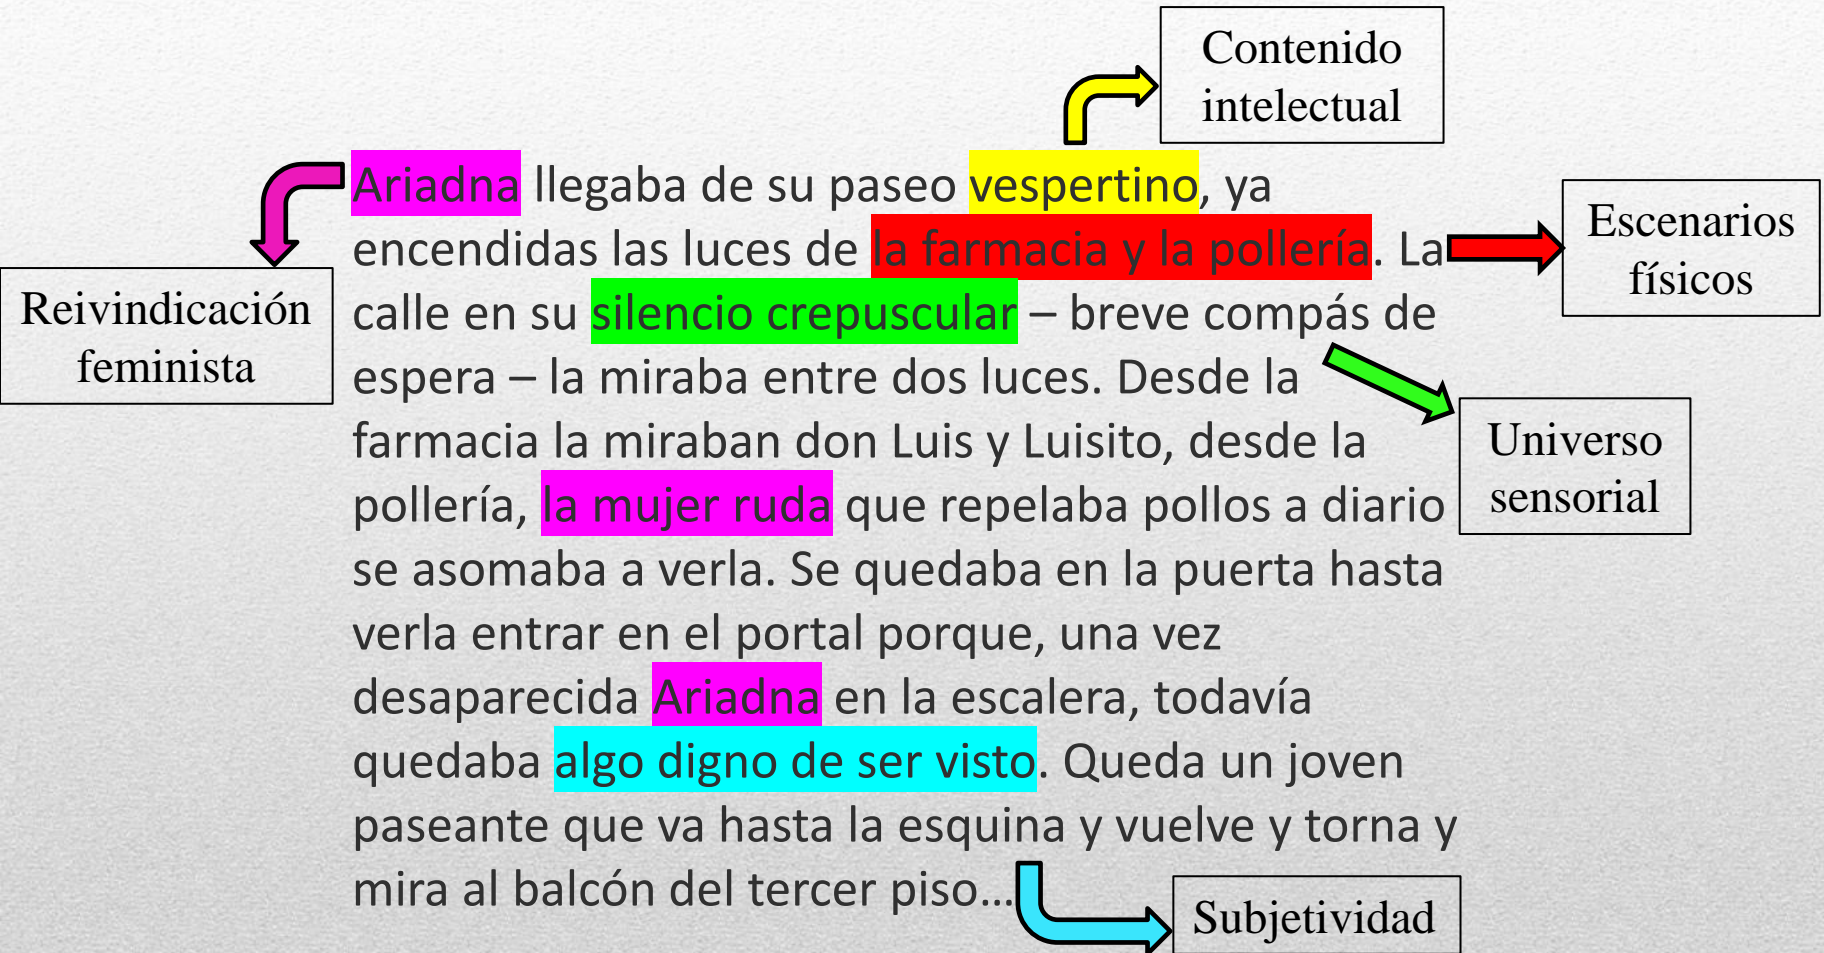 Contenido
intelectual
Ariadna llegaba de su paseo vespertino, ya
encendidas las luces de la farmacia y la pollería. La
calle en su silencio crepuscular – breve compás de
espera – la miraba entre dos luces. Desde la
farmacia la miraban don Luis y Luisito, desde la
pollería, la mujer ruda que repelaba pollos a diario
se asomaba a verla. Se quedaba en la puerta hasta
verla entrar en el portal porque, una vez
desaparecida Ariadna en la escalera, todavía
quedaba algo digno de ser visto. Queda un joven
paseante que va hasta la esquina y vuelve y torna y
mira al balcón del tercer piso...
Escenarios
físicos
Reivindicación
feminista
Universo
sensorial
Subjetividad